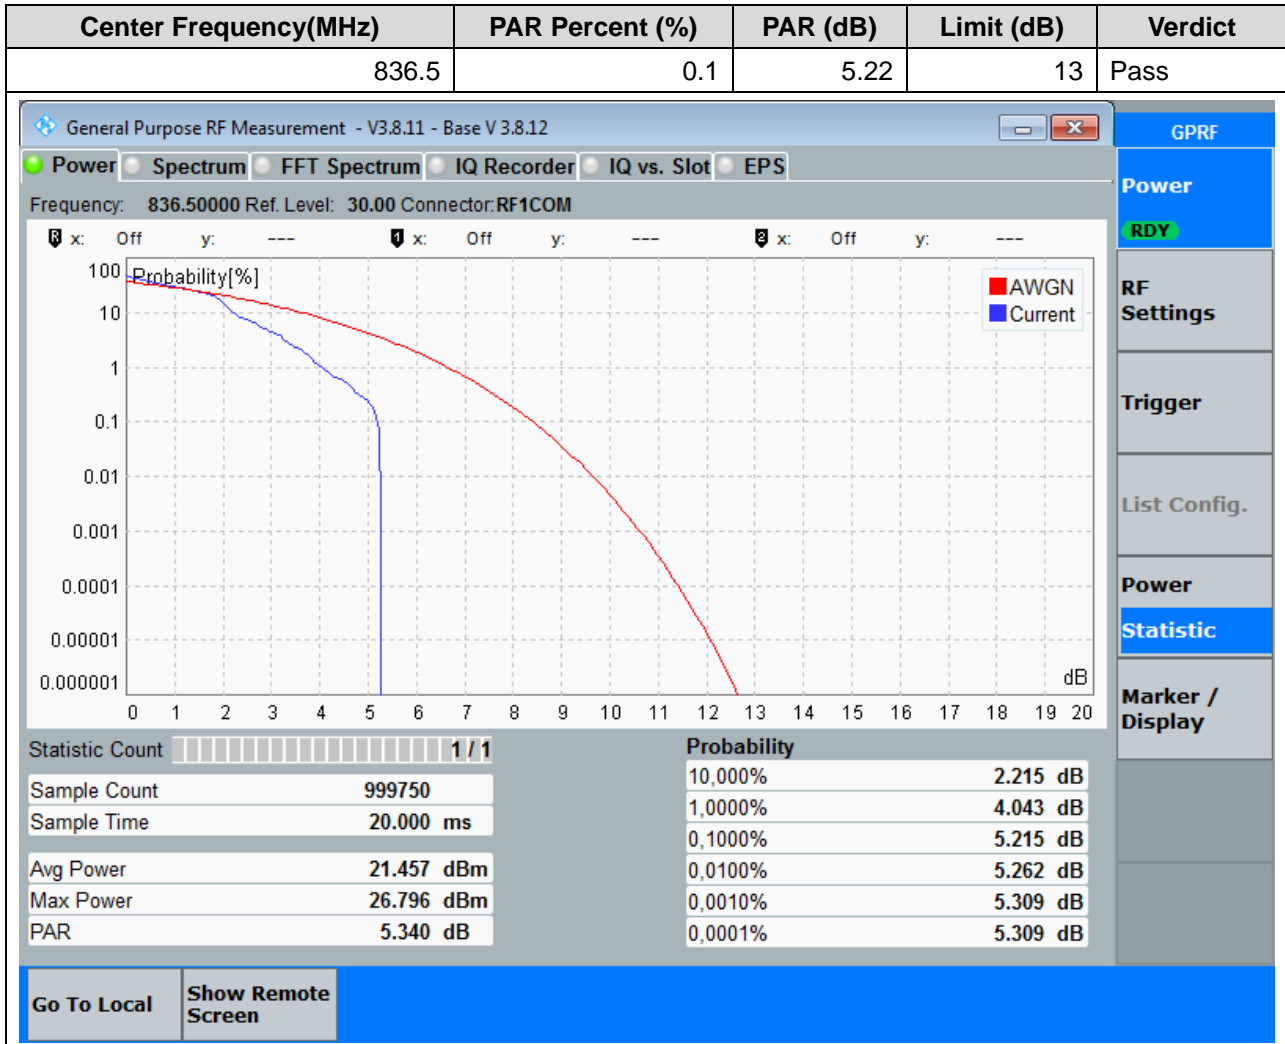 Center Frequency(MHz) PAR Percent (%) PAR (dB) Limit (dB) Verdict
836.5 0.1 5.22 13 Pass
General Purpose RF Measurement - V3.8.11 - Base V 3.8.12
GPRF
Power Spectrum FFT Spectrum IQ Recorder IQ vs. Slot EPS
Frequency: 836.50000 Ref. Level: 30.00 Connector: RF1COM
R x: Off y: --- 1 x: Off y: --- 2 x: Off y: ---
Probability[%]
AWGN
Current
100
10
1
0.1
0.01
0.001
0.0001
0.00001
0.000001
dB
0 1 2 3 4 5 6 7 8 9 10 11 12 13 14 15 16 17 18 19 20
Statistic Count 1 / 1
Sample Count 999750
Sample Time 20.000 ms
Avg Power 21.457 dBm
Max Power 26.796 dBm
PAR 5.340 dB
Probability
10,000% 2.215 dB
1,0000% 4.043 dB
0,1000% 5.215 dB
0,0100% 5.262 dB
0,0010% 5.309 dB
0,0001% 5.309 dB
Power
RDY
RF
Settings
Trigger
List Config.
Power
Statistic
Marker /
Display
Go To Local
Show Remote
Screen